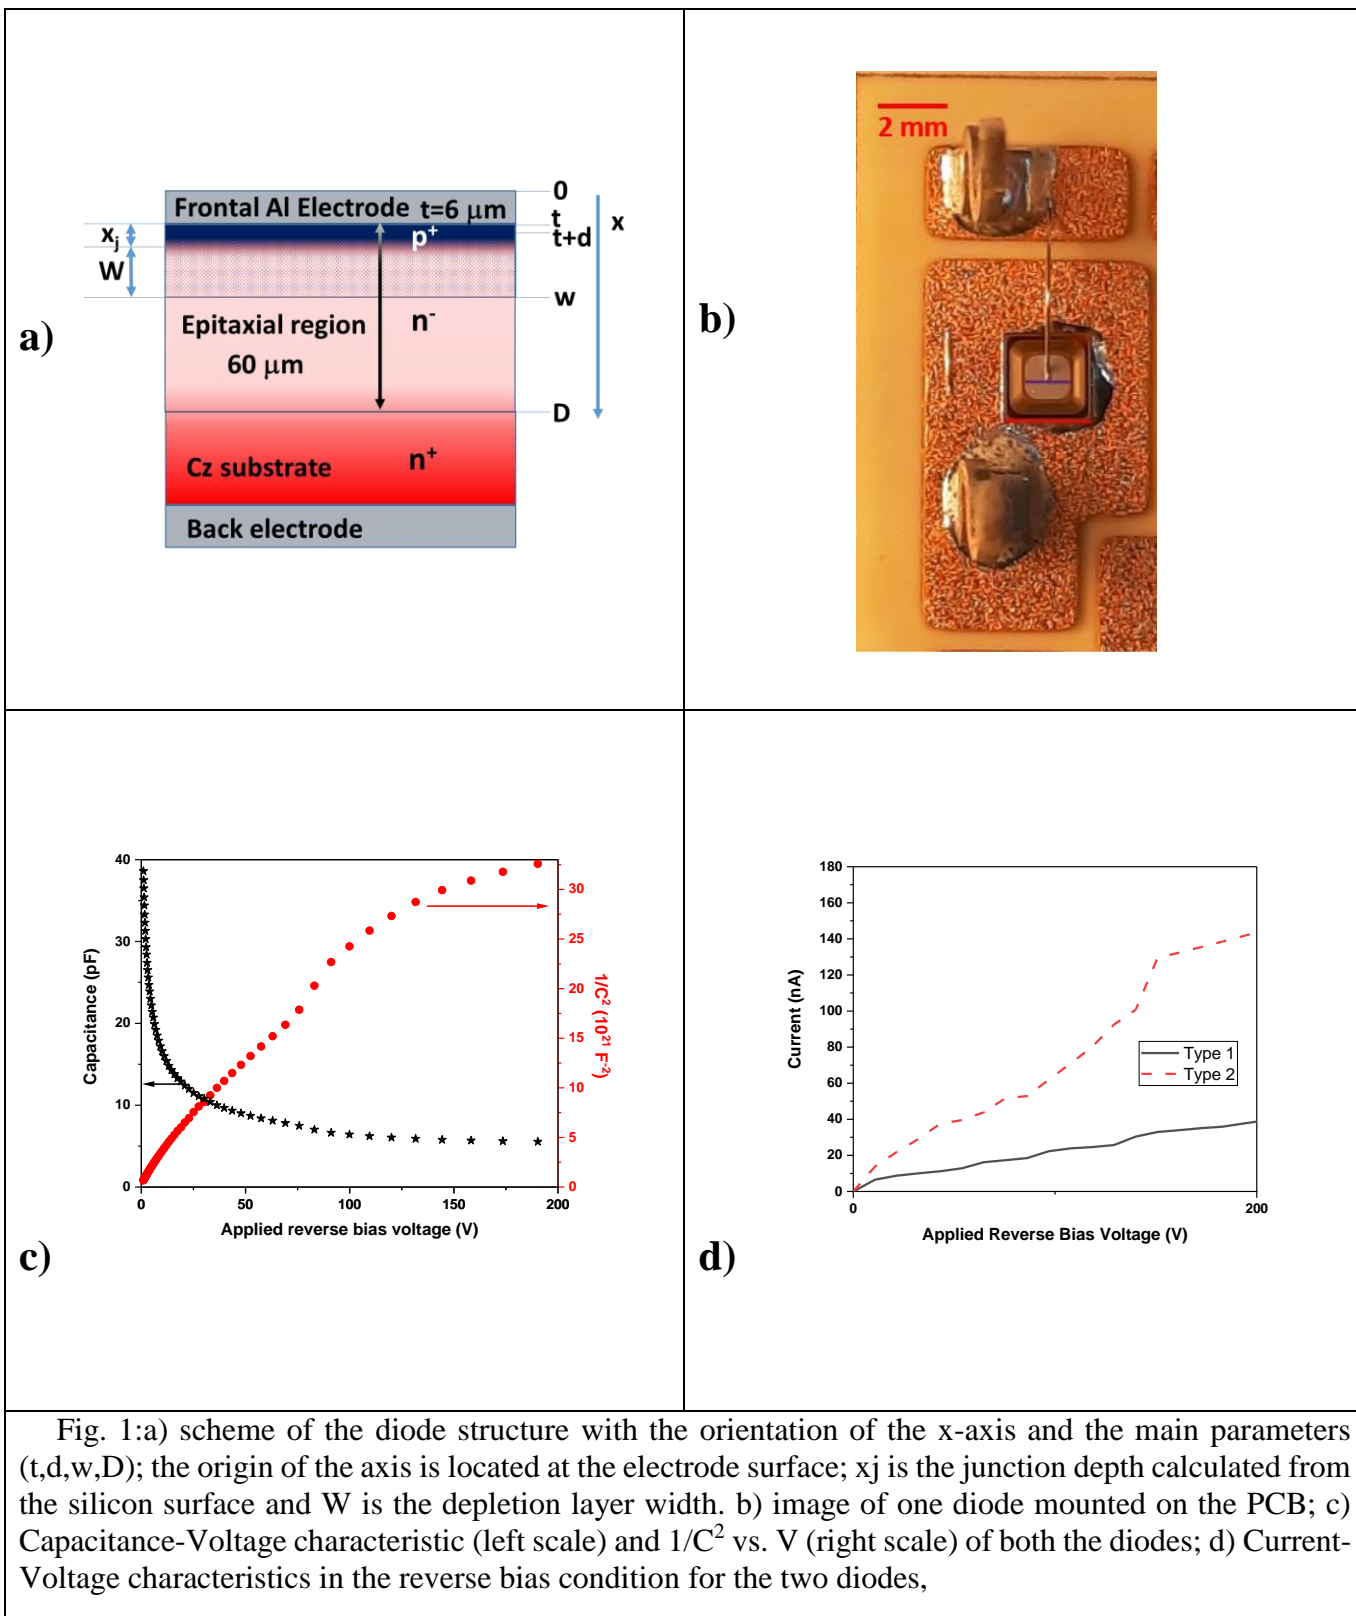 a)
Frontal Al Electrode t=6 μm
p⁺
xj
W
0
t
t+d
x
w
Epitaxial region
60 μm
n⁻
D
Cz substrate
n⁺
Back electrode
b)
2 mm
c)
40
30
20
10
0
Capacitance (pF)
0 50 100 150 200
Applied reverse bias voltage (V)
30
25
20
15
10
5
0
1/C² (10²¹ F⁻²)
d)
180
160
140
120
100
80
60
40
20
0
Current (nA)
Type 1
Type 2
0 200
Applied Reverse Bias Voltage (V)
Fig. 1:a) scheme of the diode structure with the orientation of the x-axis and the main parameters
(t,d,w,D); the origin of the axis is located at the electrode surface; xj is the junction depth calculated from
the silicon surface and W is the depletion layer width. b) image of one diode mounted on the PCB; c)
Capacitance-Voltage characteristic (left scale) and 1/C² vs. V (right scale) of both the diodes; d) Current-
Voltage characteristics in the reverse bias condition for the two diodes,